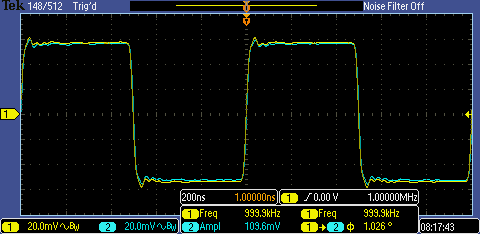 Tek 148/512 Trig'd Noise Filter Off
1
200ns 1.00000ns 1 0.00 V 1.00000MHz
1 Freq 999.9kHz 1 Freq 999.9kHz
2 Ampl 109.6mV 1 → 2 ϕ 1.026 °
1 20.0mV∿Bw 2 20.0mV∿Bw 08:17:43